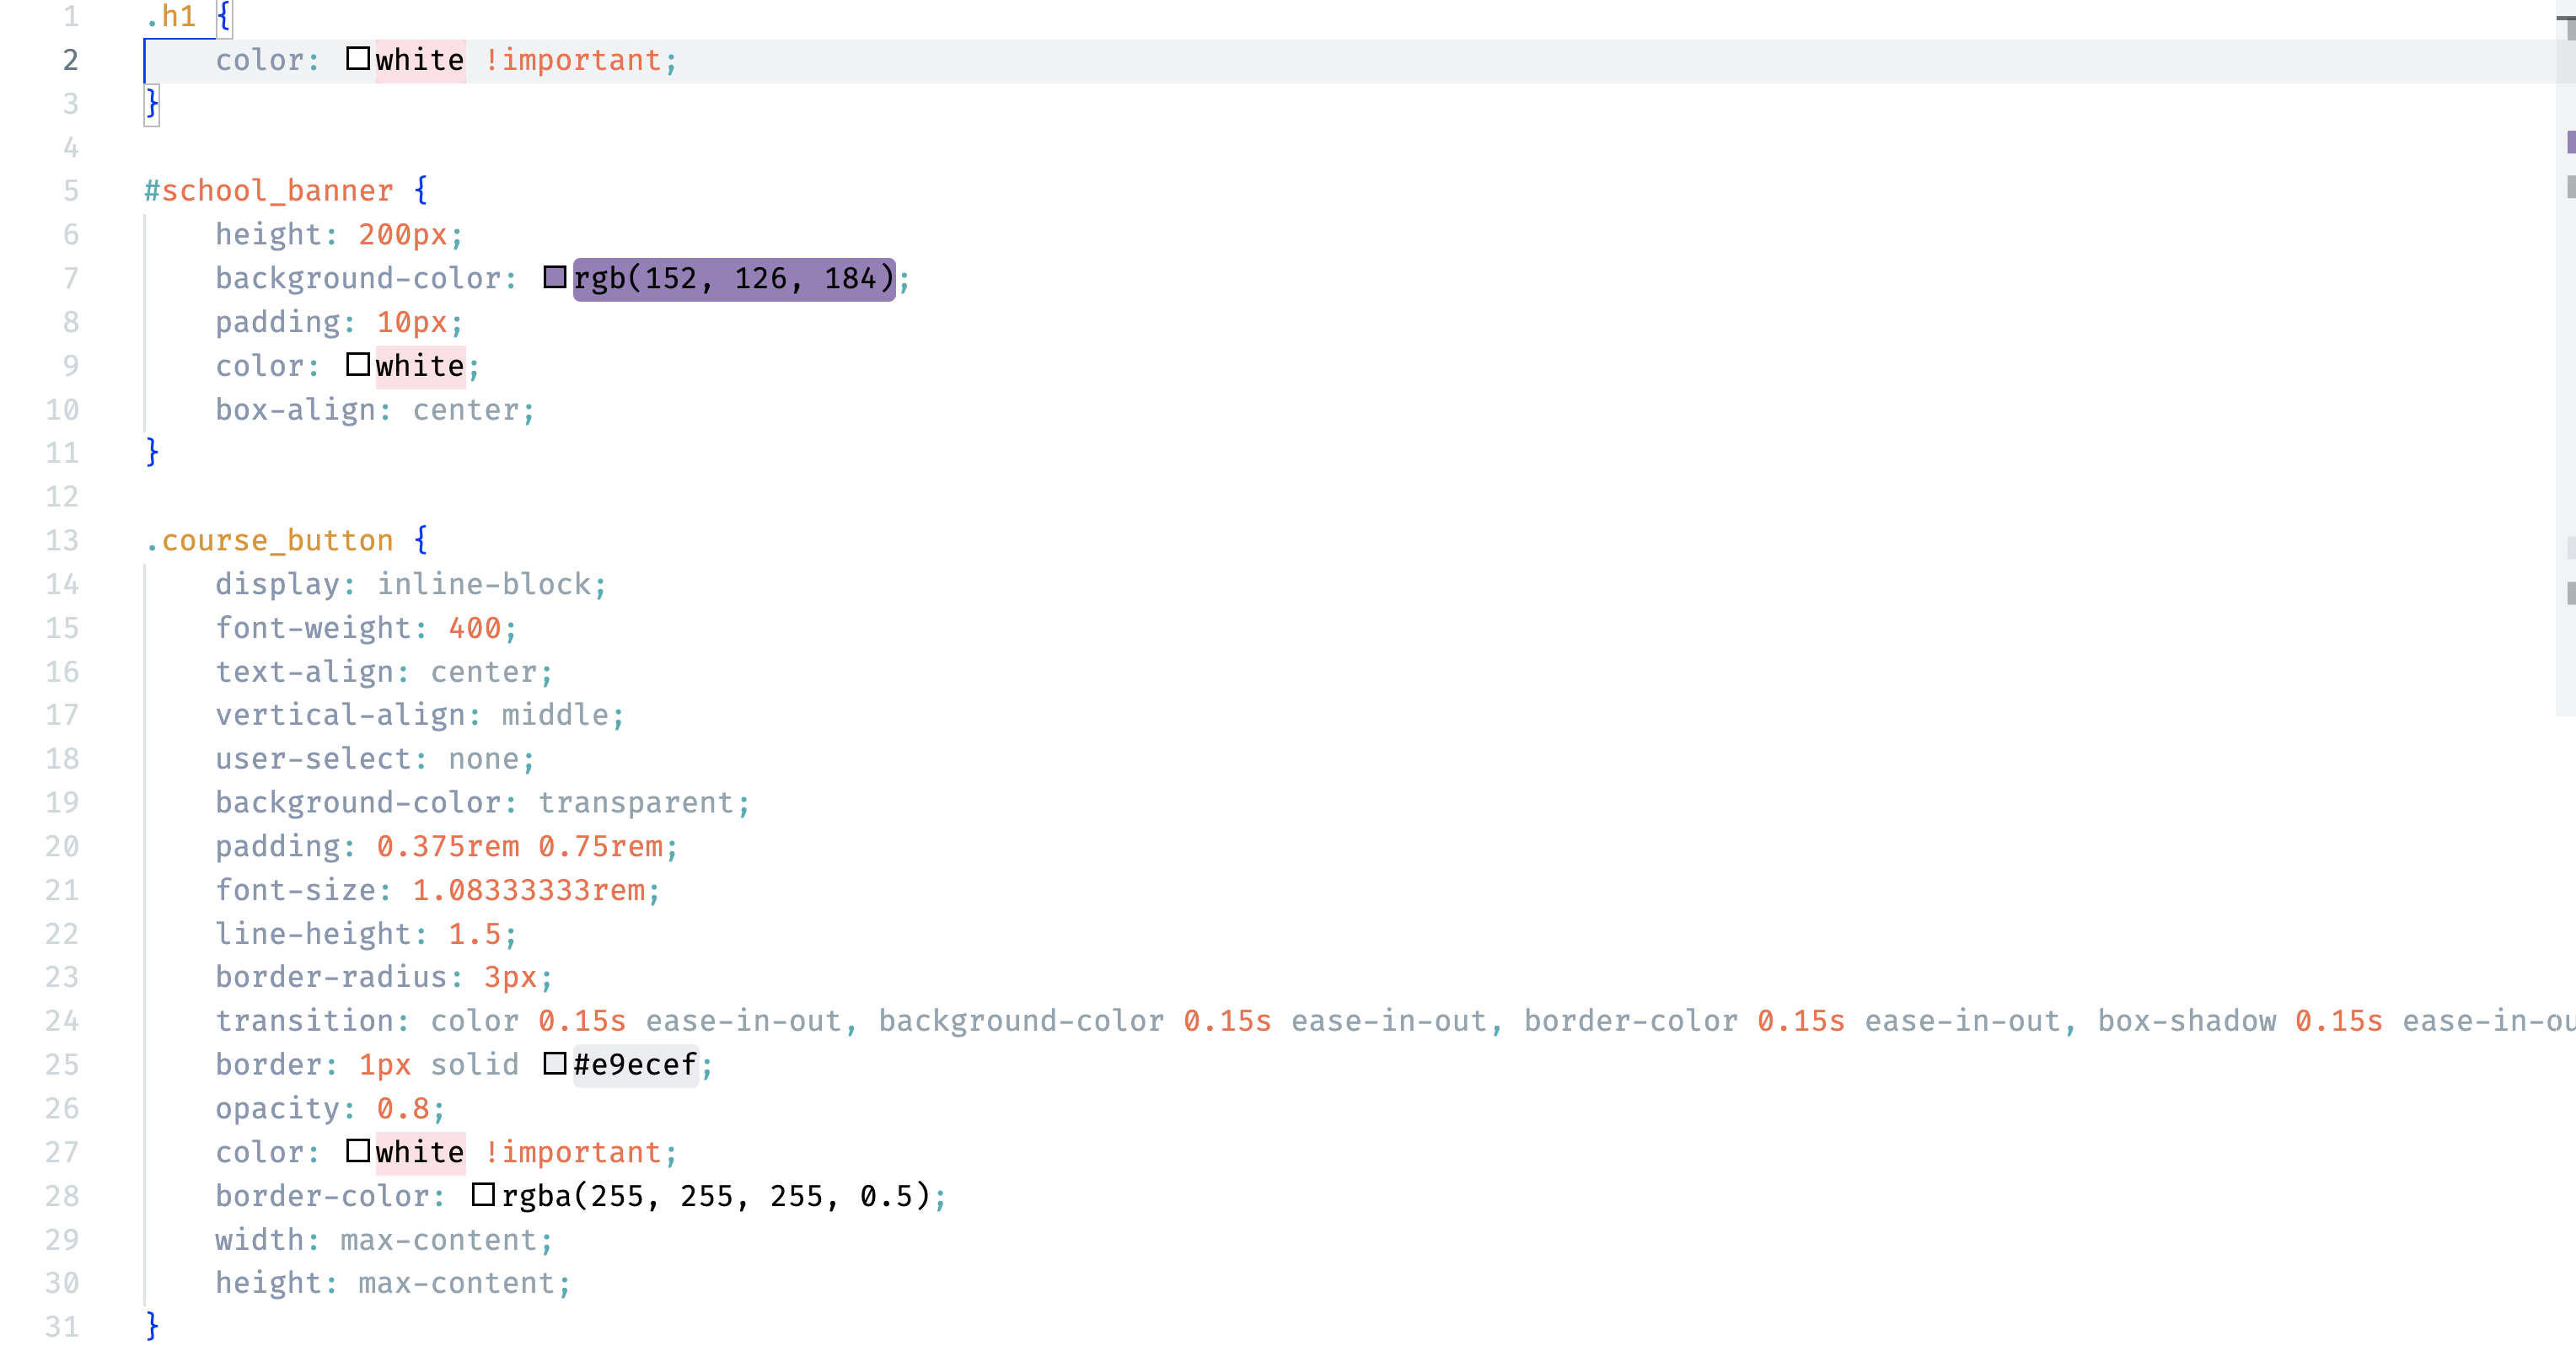 1 .h1 {
2 color: white !important;
3 }
4
5 #school_banner {
6 height: 200px;
7 background-color: rgb(152, 126, 184);
8 padding: 10px;
9 color: white;
10 box-align: center;
11 }
12
13 .course_button {
14 display: inline-block;
15 font-weight: 400;
16 text-align: center;
17 vertical-align: middle;
18 user-select: none;
19 background-color: transparent;
20 padding: 0.375rem 0.75rem;
21 font-size: 1.08333333rem;
22 line-height: 1.5;
23 border-radius: 3px;
24 transition: color 0.15s ease-in-out, background-color 0.15s ease-in-out, border-color 0.15s ease-in-out, box-shadow 0.15s ease-in-ou
25 border: 1px solid #e9ecef;
26 opacity: 0.8;
27 color: white !important;
28 border-color: rgba(255, 255, 255, 0.5);
29 width: max-content;
30 height: max-content;
31 }